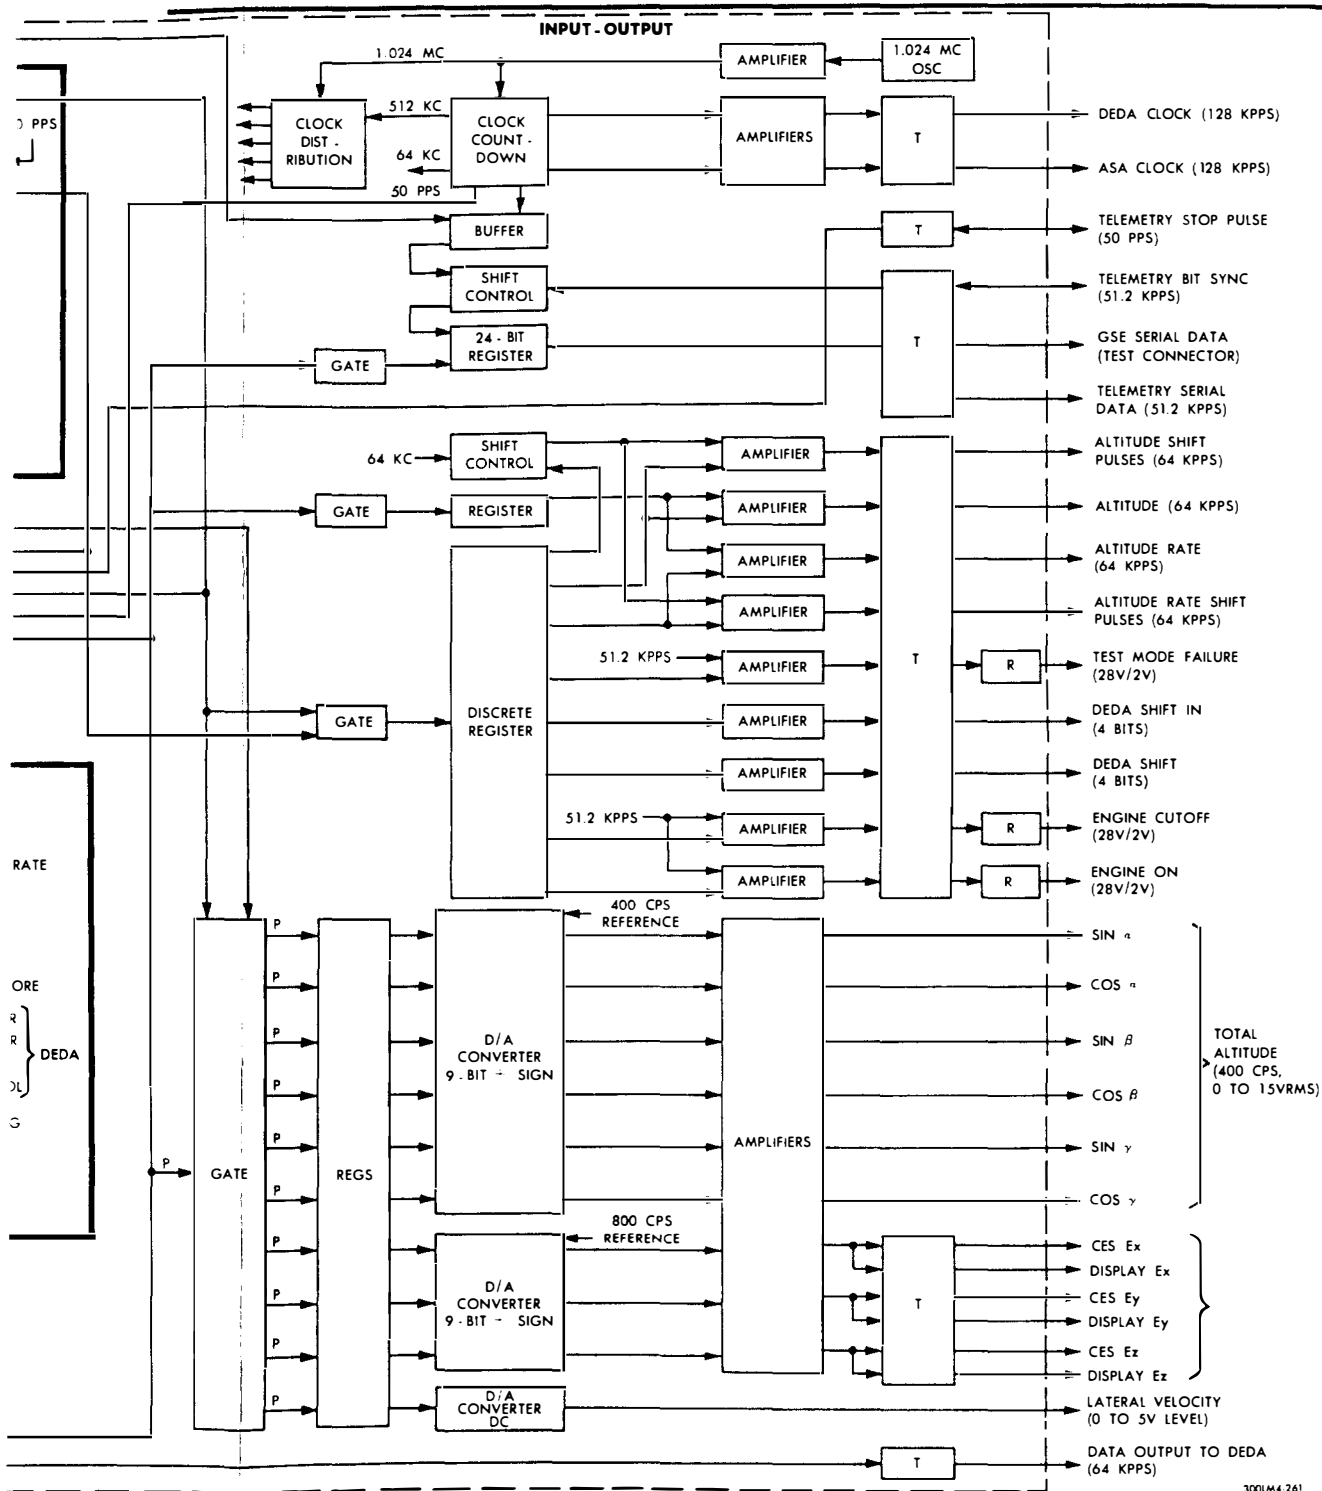 INPUT-OUTPUT
1.024 MC
AMPLIFIER
1.024 MC
OSC
PPS
CLOCK
DIST-
RIBUTION
512 KC
64 KC
50 PPS
CLOCK
COUNT-
DOWN
AMPLIFIERS
T
DEDA CLOCK (128 KPPS)
ASA CLOCK (128 KPPS)
BUFFER
T
TELEMETRY STOP PULSE
(50 PPS)
SHIFT
CONTROL
TELEMETRY BIT SYNC
(51.2 KPPS)
24-BIT
REGISTER
GATE
T
GSE SERIAL DATA
(TEST CONNECTOR)
TELEMETRY SERIAL
DATA (51.2 KPPS)
64 KC
SHIFT
CONTROL
AMPLIFIER
ALTITUDE SHIFT
PULSES (64 KPPS)
GATE
REGISTER
AMPLIFIER
ALTITUDE (64 KPPS)
AMPLIFIER
ALTITUDE RATE
(64 KPPS)
AMPLIFIER
ALTITUDE RATE SHIFT
PULSES (64 KPPS)
51.2 KPPS
AMPLIFIER
T
R
TEST MODE FAILURE
(28V/2V)
GATE
DISCRETE
REGISTER
AMPLIFIER
DEDA SHIFT IN
(4 BITS)
AMPLIFIER
DEDA SHIFT
(4 BITS)
51.2 KPPS
AMPLIFIER
R
ENGINE CUTOFF
(28V/2V)
RATE
AMPLIFIER
R
ENGINE ON
(28V/2V)
400 CPS
REFERENCE
P
SIN α
ORE
P
COS α
R
R
DEDA
OL
G
P
D/A
CONVERTER
9-BIT + SIGN
SIN β
TOTAL
ALTITUDE
(400 CPS,
0 TO 15VRMS)
P
COS β
P
AMPLIFIERS
SIN γ
P
GATE
REGS
P
COS γ
800 CPS
REFERENCE
P
CES Ex
DISPLAY Ex
P
D/A
CONVERTER
9-BIT + SIGN
T
CES Ey
DISPLAY Ey
P
CES Ez
DISPLAY Ez
P
D/A
CONVERTER
DC
LATERAL VELOCITY
(0 TO 5V LEVEL)
T
DATA OUTPUT TO DEDA
(64 KPPS)
300LM4-261